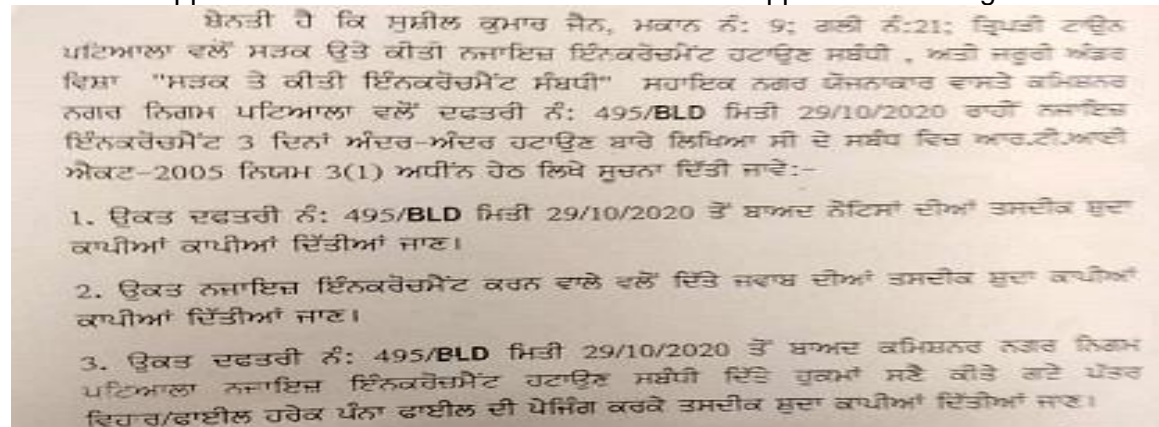 ਬੇਨਤੀ ਹੈ ਕਿ ਸੁਸ਼ੀਲ ਕੁਮਾਰ ਜੈਨ, ਮਕਾਨ ਨੰ: 9; ਗਲੀ ਨੰ:21; ਤ੍ਰਿਪਤੀ ਟਾਊਨ
ਪਟਿਆਲਾ ਵਲੋਂ ਸੜਕ ਉਤੇ ਕੀਤੀ ਨਜਾਇਜ਼ ਇੰਨਕਰੋਚਮੈਂਟ ਹਟਾਉਣ ਸਬੰਧੀ , ਅਤੀ ਜਰੂਰੀ ਅੰਡਰ
ਵਿਸ਼ਾ "ਸੜਕ ਤੇ ਕੀਤੀ ਇੰਨਕਰੋਚਮੈਂਟ ਸੰਬਧੀ" ਸਹਾਇਕ ਨਗਰ ਯੋਜਨਾਕਾਰ ਵਾਸਤੇ ਕਮਿਸ਼ਨਰ
ਨਗਰ ਨਿਗਮ ਪਟਿਆਲਾ ਵਲੋਂ ਦਫਤਰੀ ਨੰ: 495/BLD ਮਿਤੀ 29/10/2020 ਰਾਹੀਂ ਨਜਾਇਜ਼
ਇੰਨਕਰੋਚਮੈਂਟ 3 ਦਿਨਾਂ ਅੰਦਰ-ਅੰਦਰ ਹਟਾਉਣ ਬਾਰੇ ਲਿਖਿਆ ਸੀ ਦੇ ਸਬੰਧ ਵਿਚ ਆਰ.ਟੀ.ਆਈ
ਐਕਟ-2005 ਨਿਯਮ 3(1) ਅਧੀਂਨ ਹੇਠ ਲਿਖੇ ਸੂਚਨਾ ਦਿੱਤੀ ਜਾਵੇ:-
1. ਉਕਤ ਦਫਤਰੀ ਨੰ: 495/BLD ਮਿਤੀ 29/10/2020 ਤੋਂ ਬਾਅਦ ਨੋਟਿਸਾਂ ਦੀਆਂ ਤਸਦੀਕ ਸ਼ੁਦਾ
ਕਾਪੀਆਂ ਕਾਪੀਆਂ ਦਿੱਤੀਆਂ ਜਾਣ।
2. ਉਕਤ ਨਜਾਇਜ਼ ਇੰਨਕਰੋਚਮੈਂਟ ਕਰਨ ਵਾਲੇ ਵਲੋਂ ਦਿੱਤੇ ਜਵਾਬ ਦੀਆਂ ਤਸਦੀਕ ਸ਼ੁਦਾ ਕਾਪੀਆਂ
ਕਾਪੀਆਂ ਦਿੱਤੀਆਂ ਜਾਣ।
3. ਉਕਤ ਦਫਤਰੀ ਨੰ: 495/BLD ਮਿਤੀ 29/10/2020 ਤੋਂ ਬਾਅਦ ਕਮਿਸ਼ਨਰ ਨਗਰ ਨਿਗਮ
ਪਟਿਆਲਾ ਨਜਾਇਜ਼ ਇੰਨਕਰੋਚਮੈਂਟ ਹਟਾਉਣ ਸਬੰਧੀ ਦਿੱਤੇ ਹੁਕਮਾਂ ਸਣੇ ਕੀਤੇ ਗਏ ਪੱਤਰ
ਵਿਹਾਰ/ਫਾਈਲ ਹਰੇਕ ਪੰਨਾ ਫਾਈਲ ਦੀ ਪੇਜਿੰਗ ਕਰਕੇ ਤਸਦੀਕ ਸ਼ੁਦਾ ਕਾਪੀਆਂ ਦਿੱਤੀਆਂ ਜਾਣ।